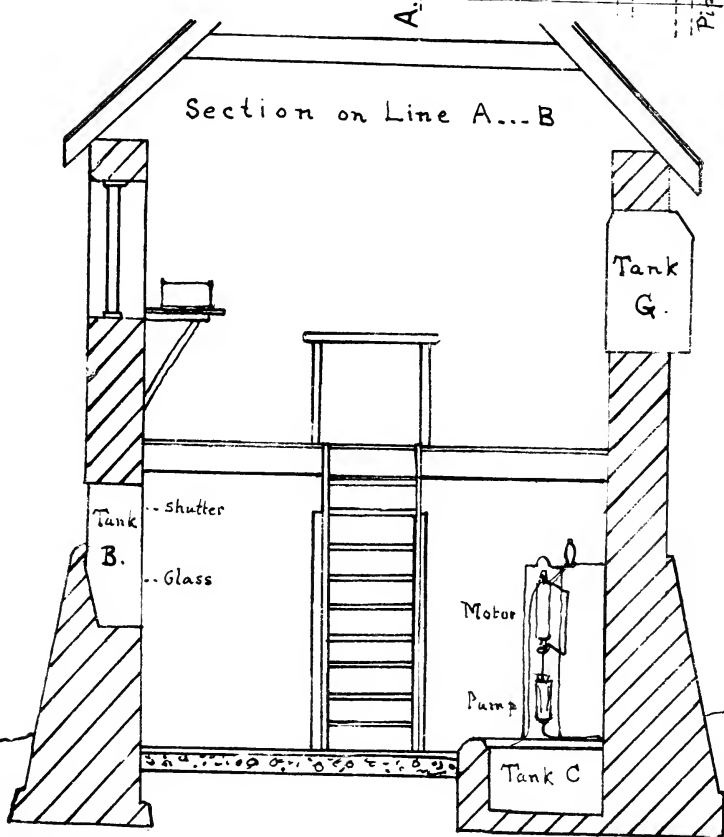 A.
Section on Line A...B
Tank
G.
Tank
B.
shutter
Glass
Motor
Pump
Tank C